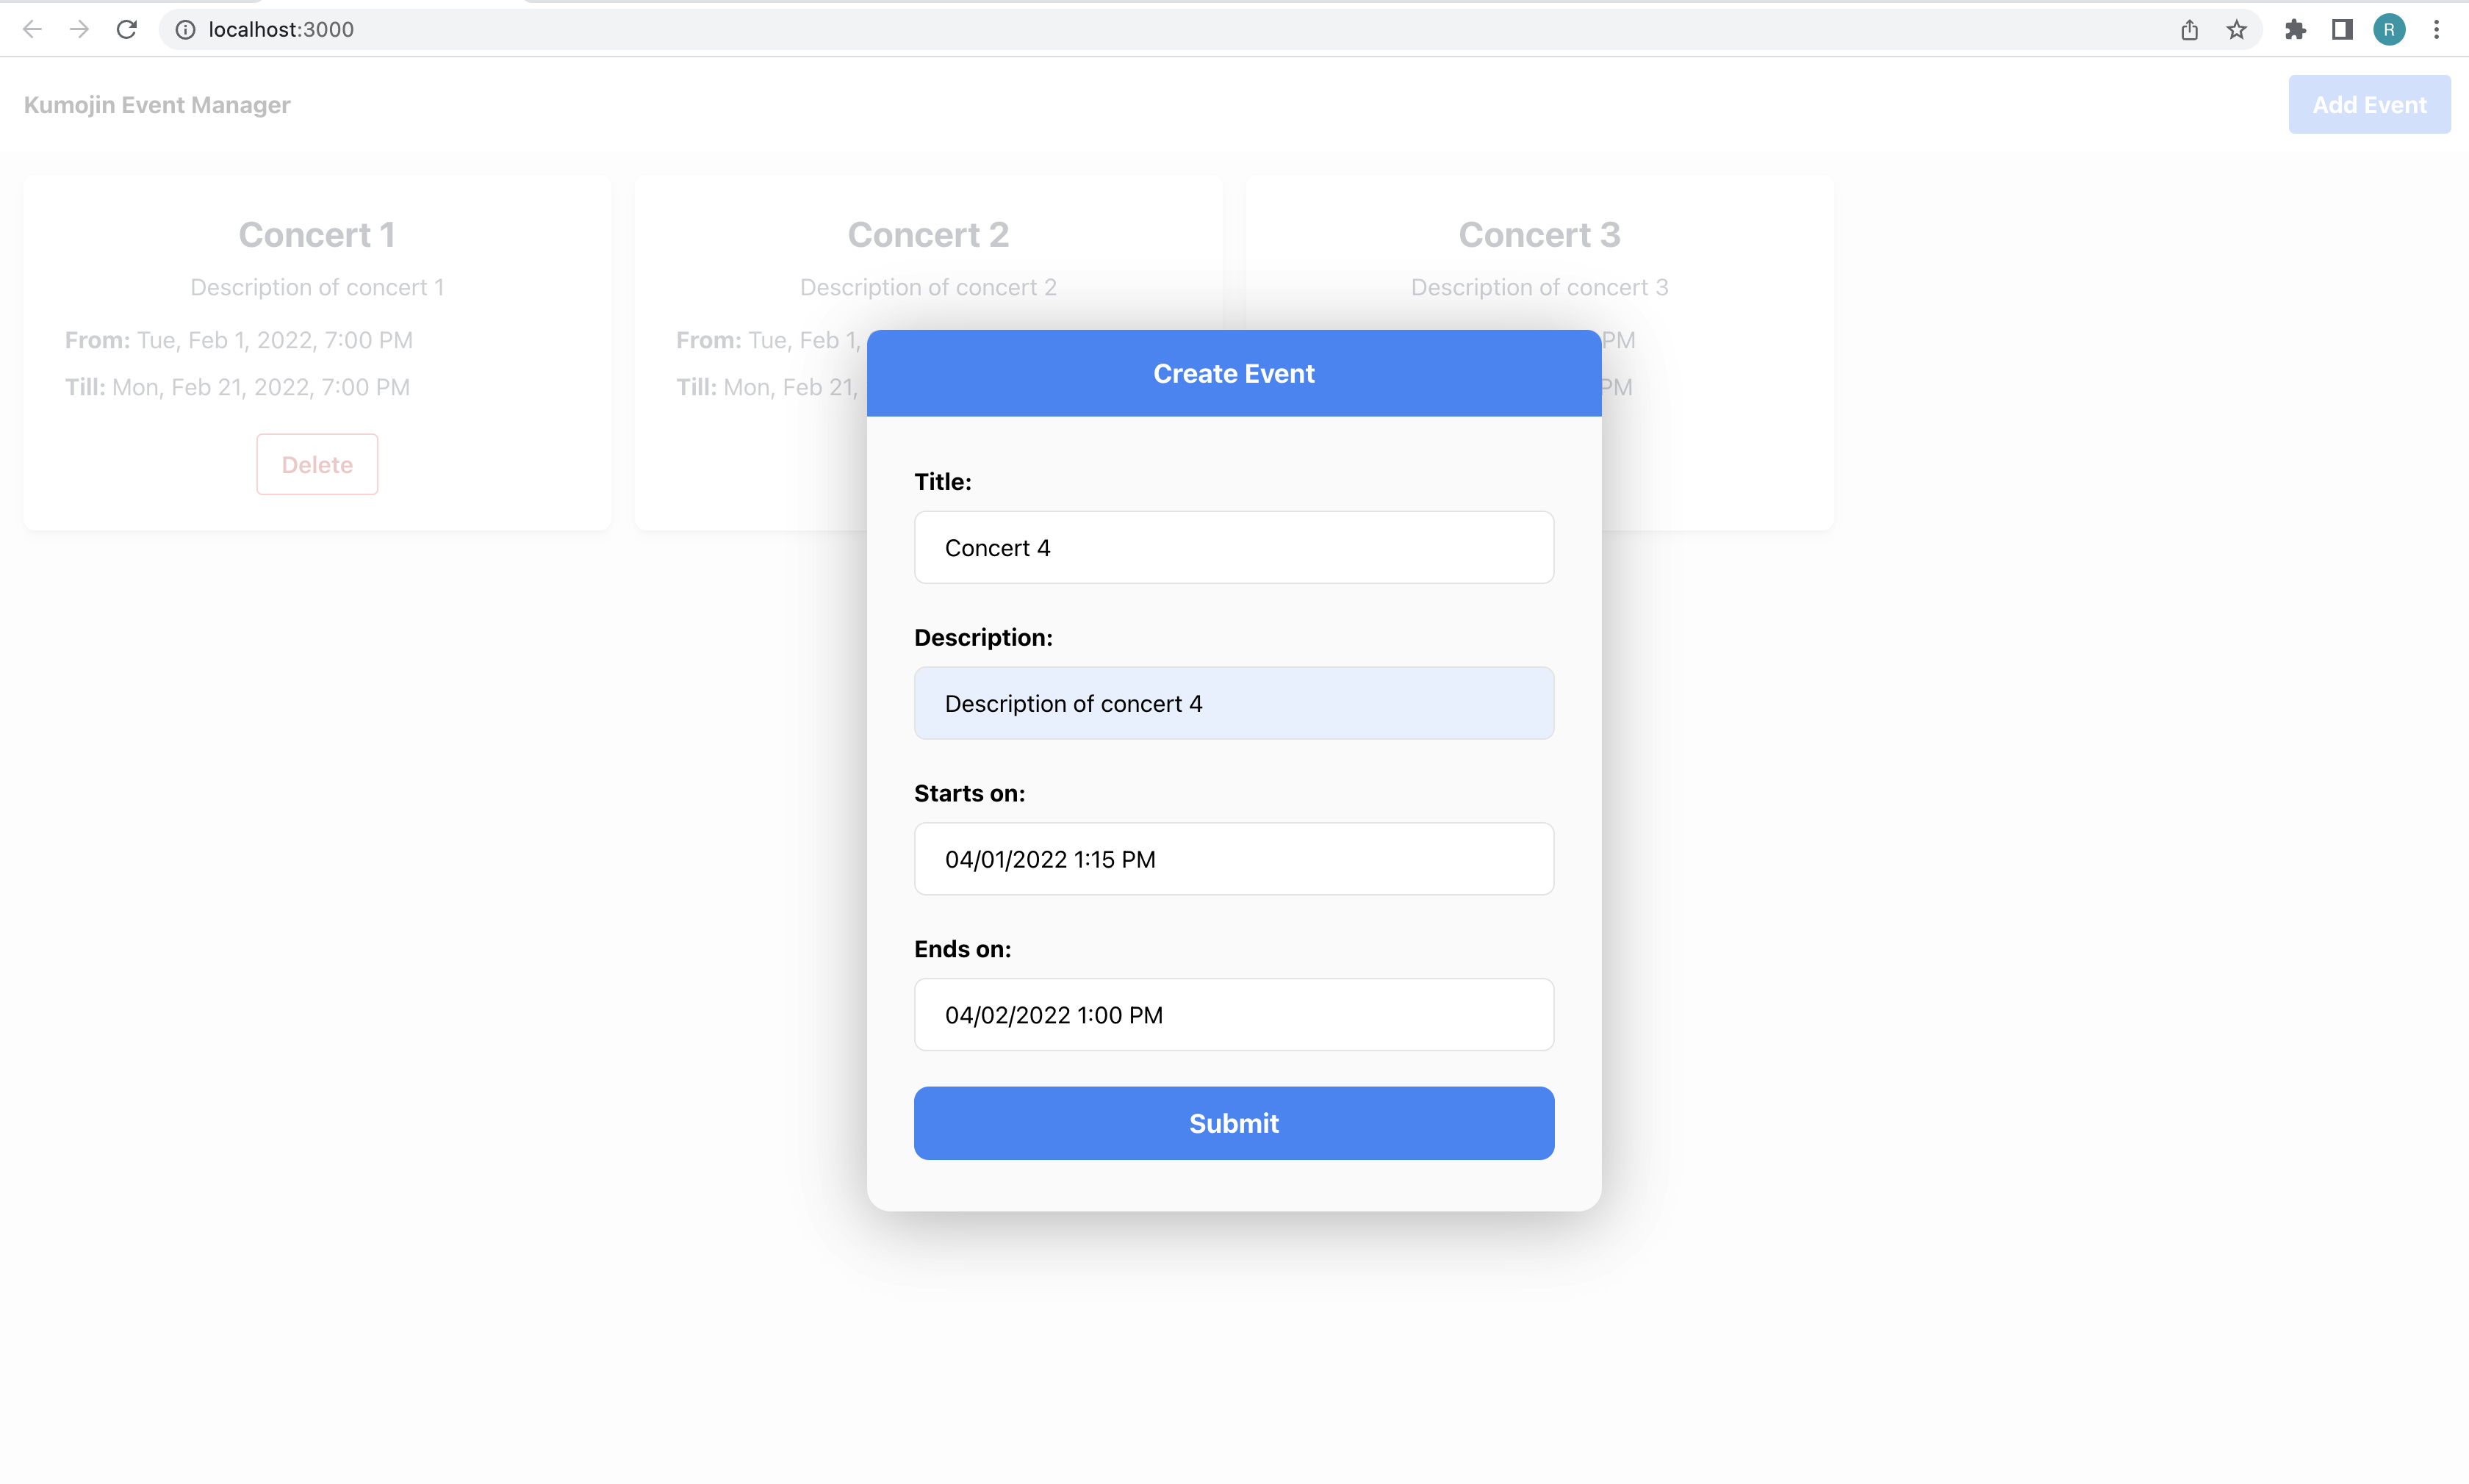 localhost:3000
R
Kumojin Event Manager
Add Event
Concert 1
Description of concert 1
From: Tue, Feb 1, 2022, 7:00 PM
Till: Mon, Feb 21, 2022, 7:00 PM
Delete
Concert 2
Description of concert 2
From: Tue, Feb 1,
Till: Mon, Feb 21,
Concert 3
Description of concert 3
PM
PM
Create Event
Title:
Concert 4
Description:
Description of concert 4
Starts on:
04/01/2022 1:15 PM
Ends on:
04/02/2022 1:00 PM
Submit